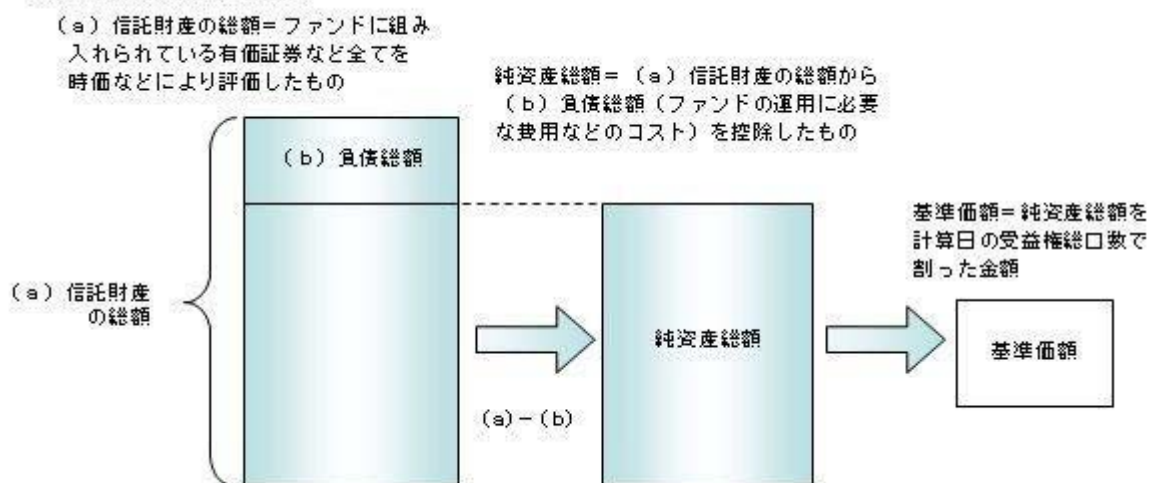 （a）信託財産の総額＝ファンドに組み
入れられている有価証券など全てを
時価などにより評価したもの
純資産総額＝（a）信託財産の総額から
（b）負債総額（ファンドの運用に必要
な費用などのコスト）を控除したもの
（b）負債総額
基準価額＝純資産総額を
計算日の受益権総口数で
割った金額
（a）信託財産
の総額
純資産総額
基準価額
（a）－（b）